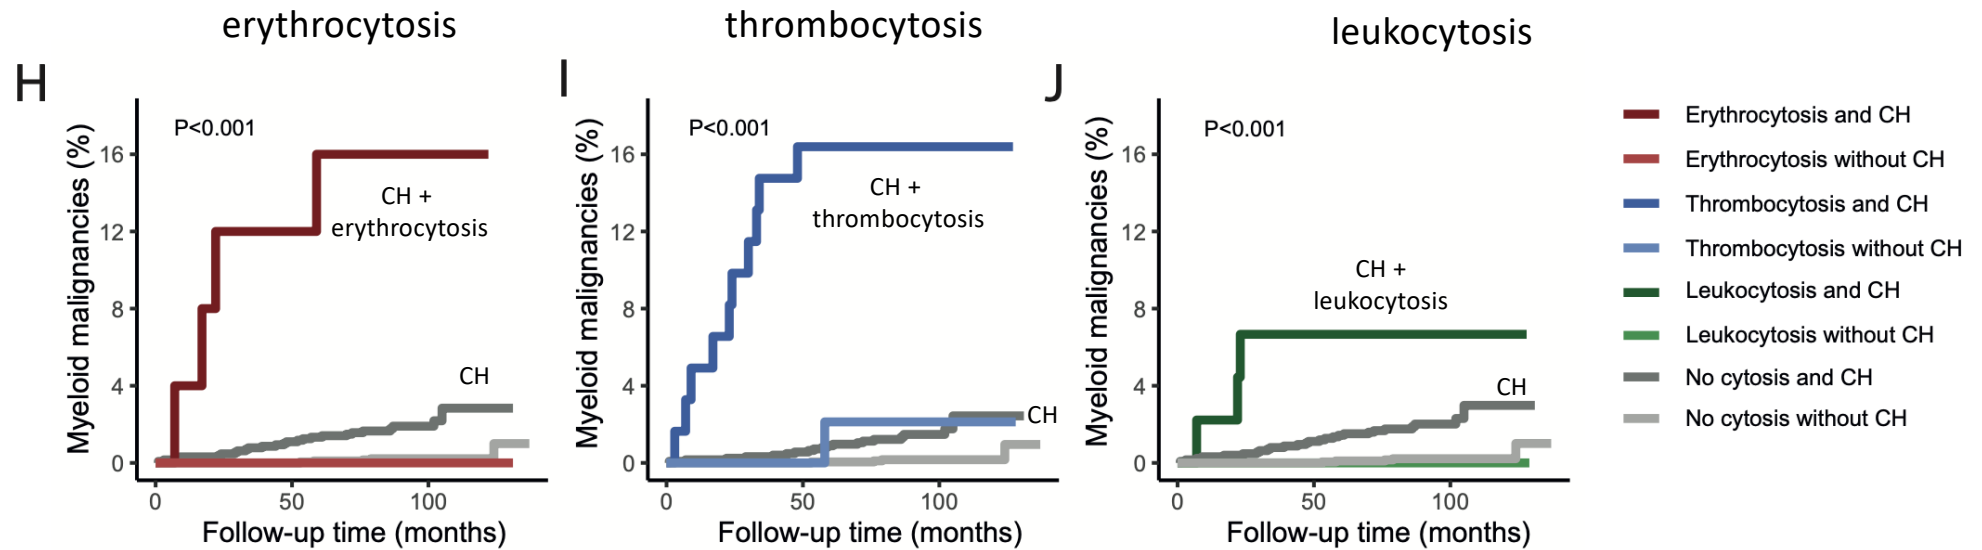 erythrocytosis
thrombocytosis
leukocytosis
H
I
J
P<0.001
P<0.001
P<0.001
Myeloid malignancies (%)
16
12
8
4
0
CH +
erythrocytosis
CH
0
50
100
Follow-up time (months)
Myeloid malignancies (%)
16
12
8
4
0
CH +
thrombocytosis
CH
0
50
100
Follow-up time (months)
Myeloid malignancies (%)
16
12
8
4
0
CH +
leukocytosis
CH
0
50
100
Follow-up time (months)
Erythrocytosis and CH
Erythrocytosis without CH
Thrombocytosis and CH
Thrombocytosis without CH
Leukocytosis and CH
Leukocytosis without CH
No cytosis and CH
No cytosis without CH